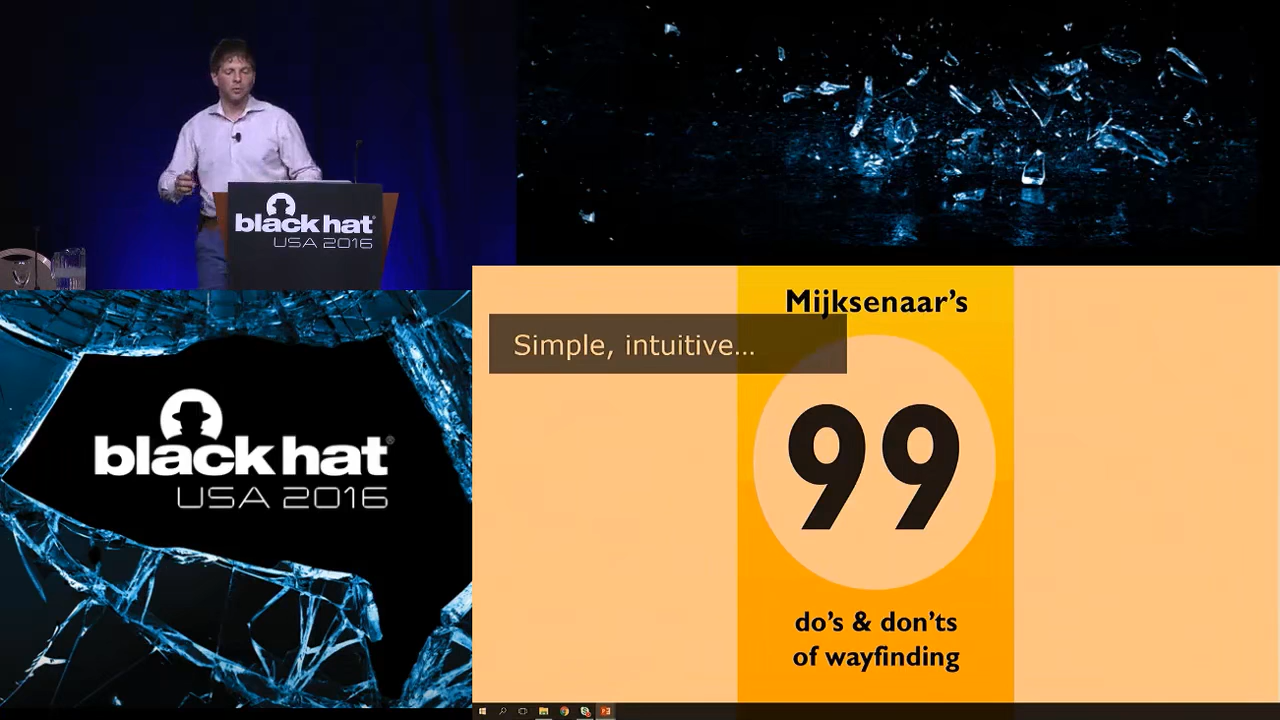 black hat®
USA 2016
black hat®
USA 2016
Mijksenaar’s
Simple, intuitive…
99
do’s & don’ts
of wayfinding